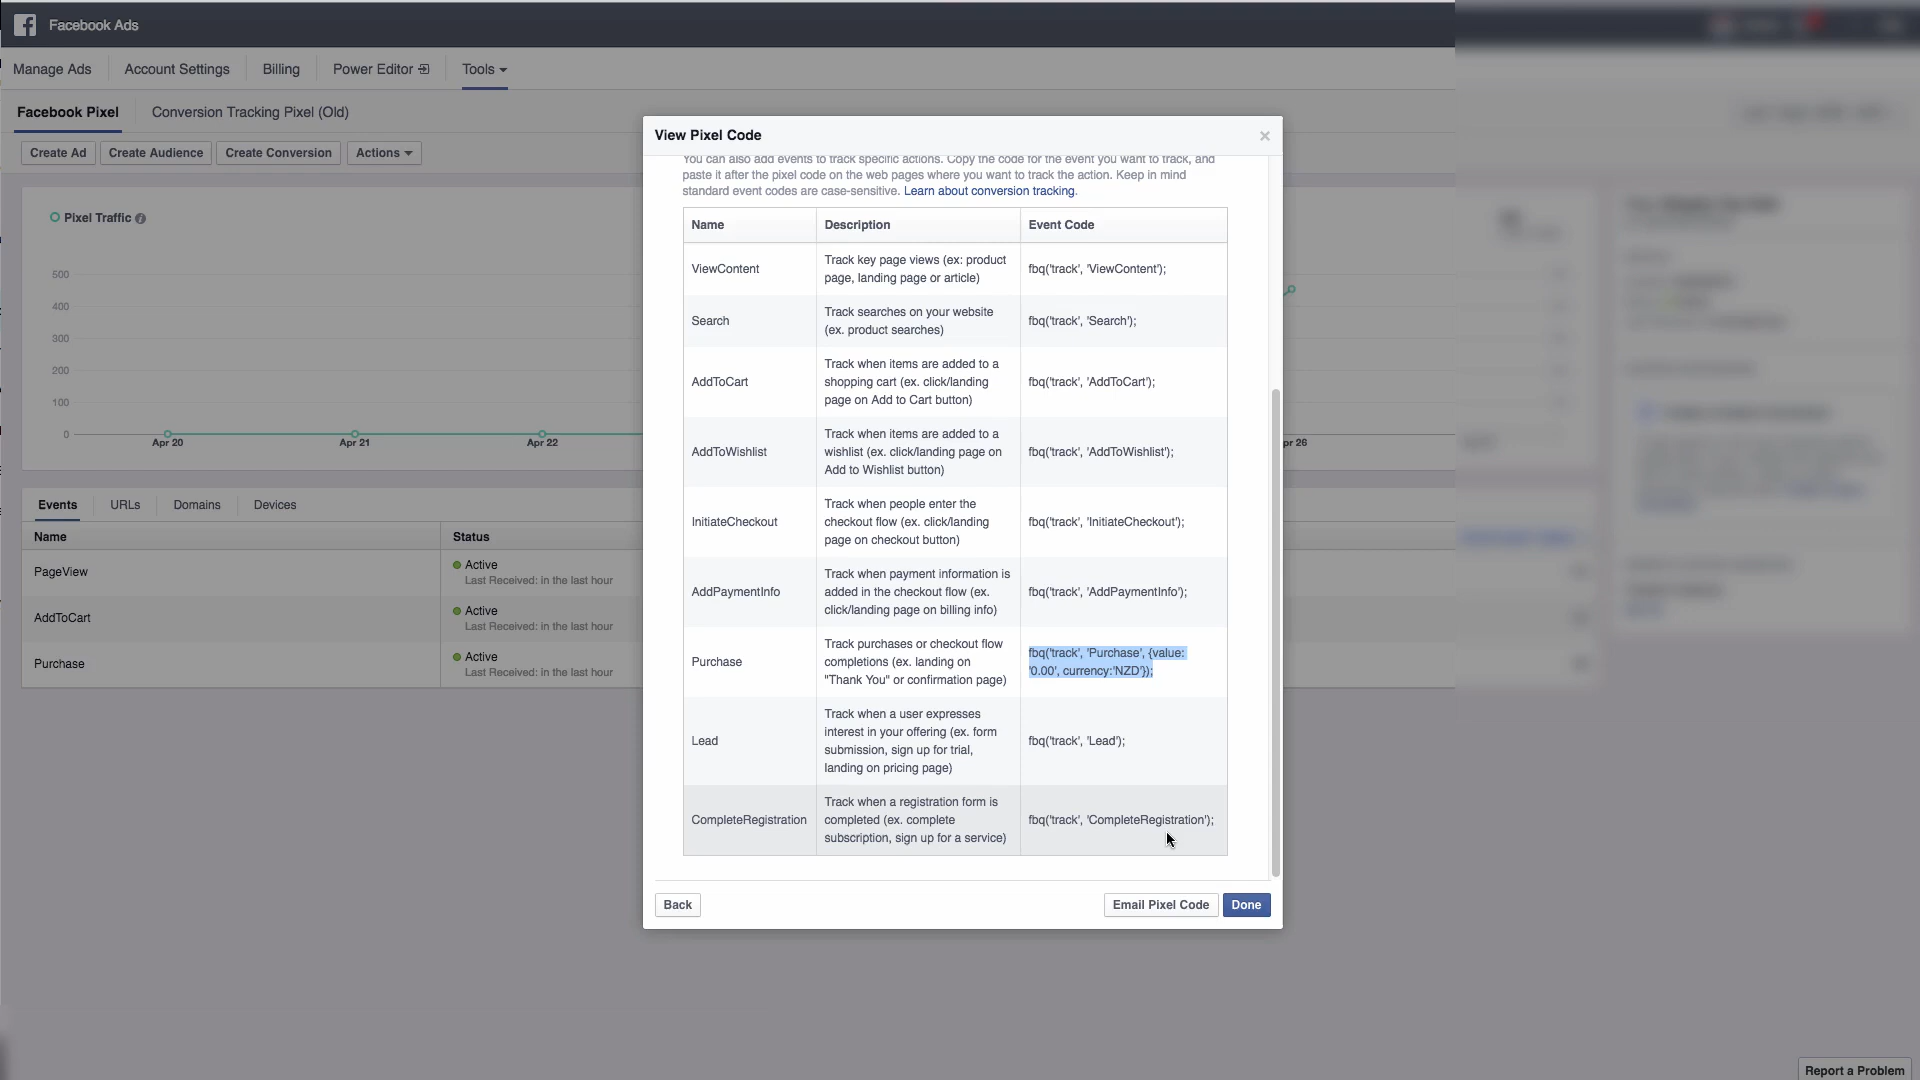 Facebook Ads
Manage Ads
Account Settings
Billing
Power Editor
Tools
Facebook Pixel
Conversion Tracking Pixel (Old)
Create Ad
Create Audience
Create Conversion
Actions
Pixel Traffic
500
400
300
200
100
0
Apr 20
Apr 21
Apr 22
pr 26
Events
URLs
Domains
Devices
Name
Status
PageView
Active
Last Received: in the last hour
AddToCart
Active
Last Received: in the last hour
Purchase
Active
Last Received: in the last hour
View Pixel Code
You can also add events to track specific actions. Copy the code for the event you want to track, and
paste it after the pixel code on the web pages where you want to track the action. Keep in mind
standard event codes are case-sensitive. Learn about conversion tracking.
Name
Description
Event Code
ViewContent
Track key page views (ex: product
page, landing page or article)
fbq('track', 'ViewContent');
Search
Track searches on your website
(ex. product searches)
fbq('track', 'Search');
AddToCart
Track when items are added to a
shopping cart (ex. click/landing
page on Add to Cart button)
fbq('track', 'AddToCart');
AddToWishlist
Track when items are added to a
wishlist (ex. click/landing page on
Add to Wishlist button)
fbq('track', 'AddToWishlist');
InitiateCheckout
Track when people enter the
checkout flow (ex. click/landing
page on checkout button)
fbq('track', 'InitiateCheckout');
AddPaymentInfo
Track when payment information is
added in the checkout flow (ex.
click/landing page on billing info)
fbq('track', 'AddPaymentInfo');
Purchase
Track purchases or checkout flow
completions (ex. landing on
"Thank You" or confirmation page)
fbq('track', 'Purchase', {value:
'0.00', currency:'NZD'});
Lead
Track when a user expresses
interest in your offering (ex. form
submission, sign up for trial,
landing on pricing page)
fbq('track', 'Lead');
CompleteRegistration
Track when a registration form is
completed (ex. complete
subscription, sign up for a service)
fbq('track', 'CompleteRegistration');
Back
Email Pixel Code
Done
Report a Problem